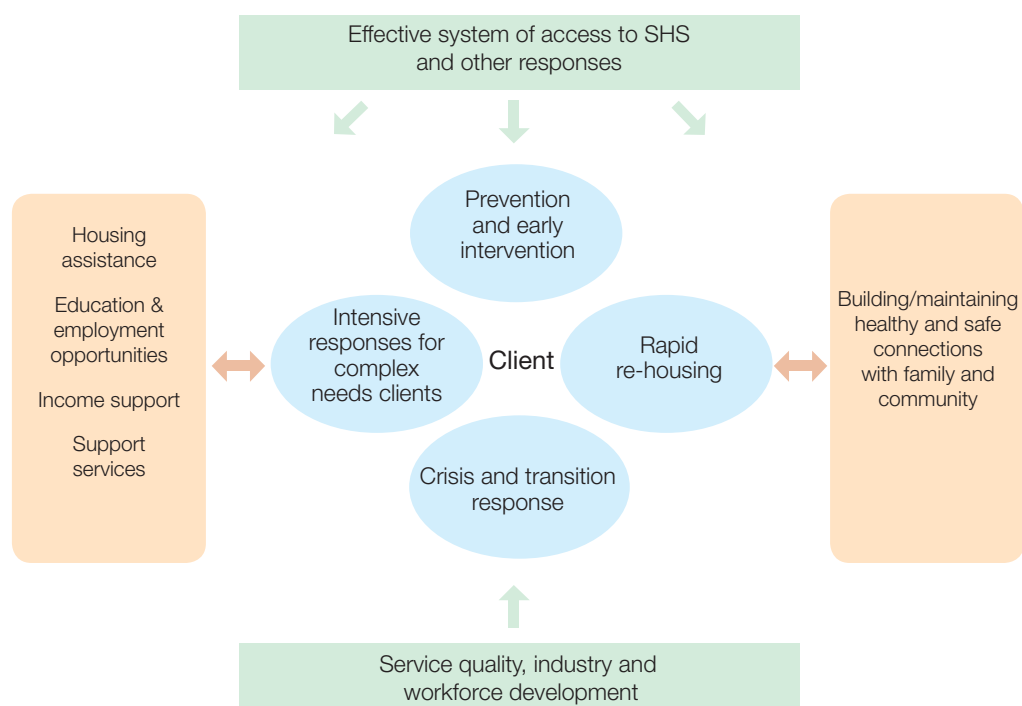 Effective system of access to SHS
and other responses
Prevention
and early
intervention
Housing
assistance
Education &
employment
opportunities
Income support
Support
services
Intensive
responses for
complex
needs clients
Client
Rapid
re-housing
Building/maintaining
healthy and safe
connections
with family and
community
Crisis and transition
response
Service quality, industry and
workforce development